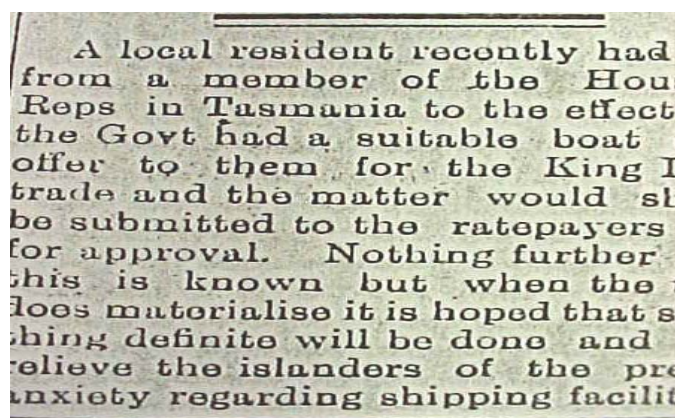 A local resident recently had
from a member of the Hou
Reps in Tasmania to the effect
the Govt had a suitable boat
offer to them for the King I
trade and the matter would sh
be submitted to the ratepayers
for approval. Nothing further
this is known but when the
does materialise it is hoped that s
thing definite will be done and
relieve the islanders of the pre
anxiety regarding shipping facilit